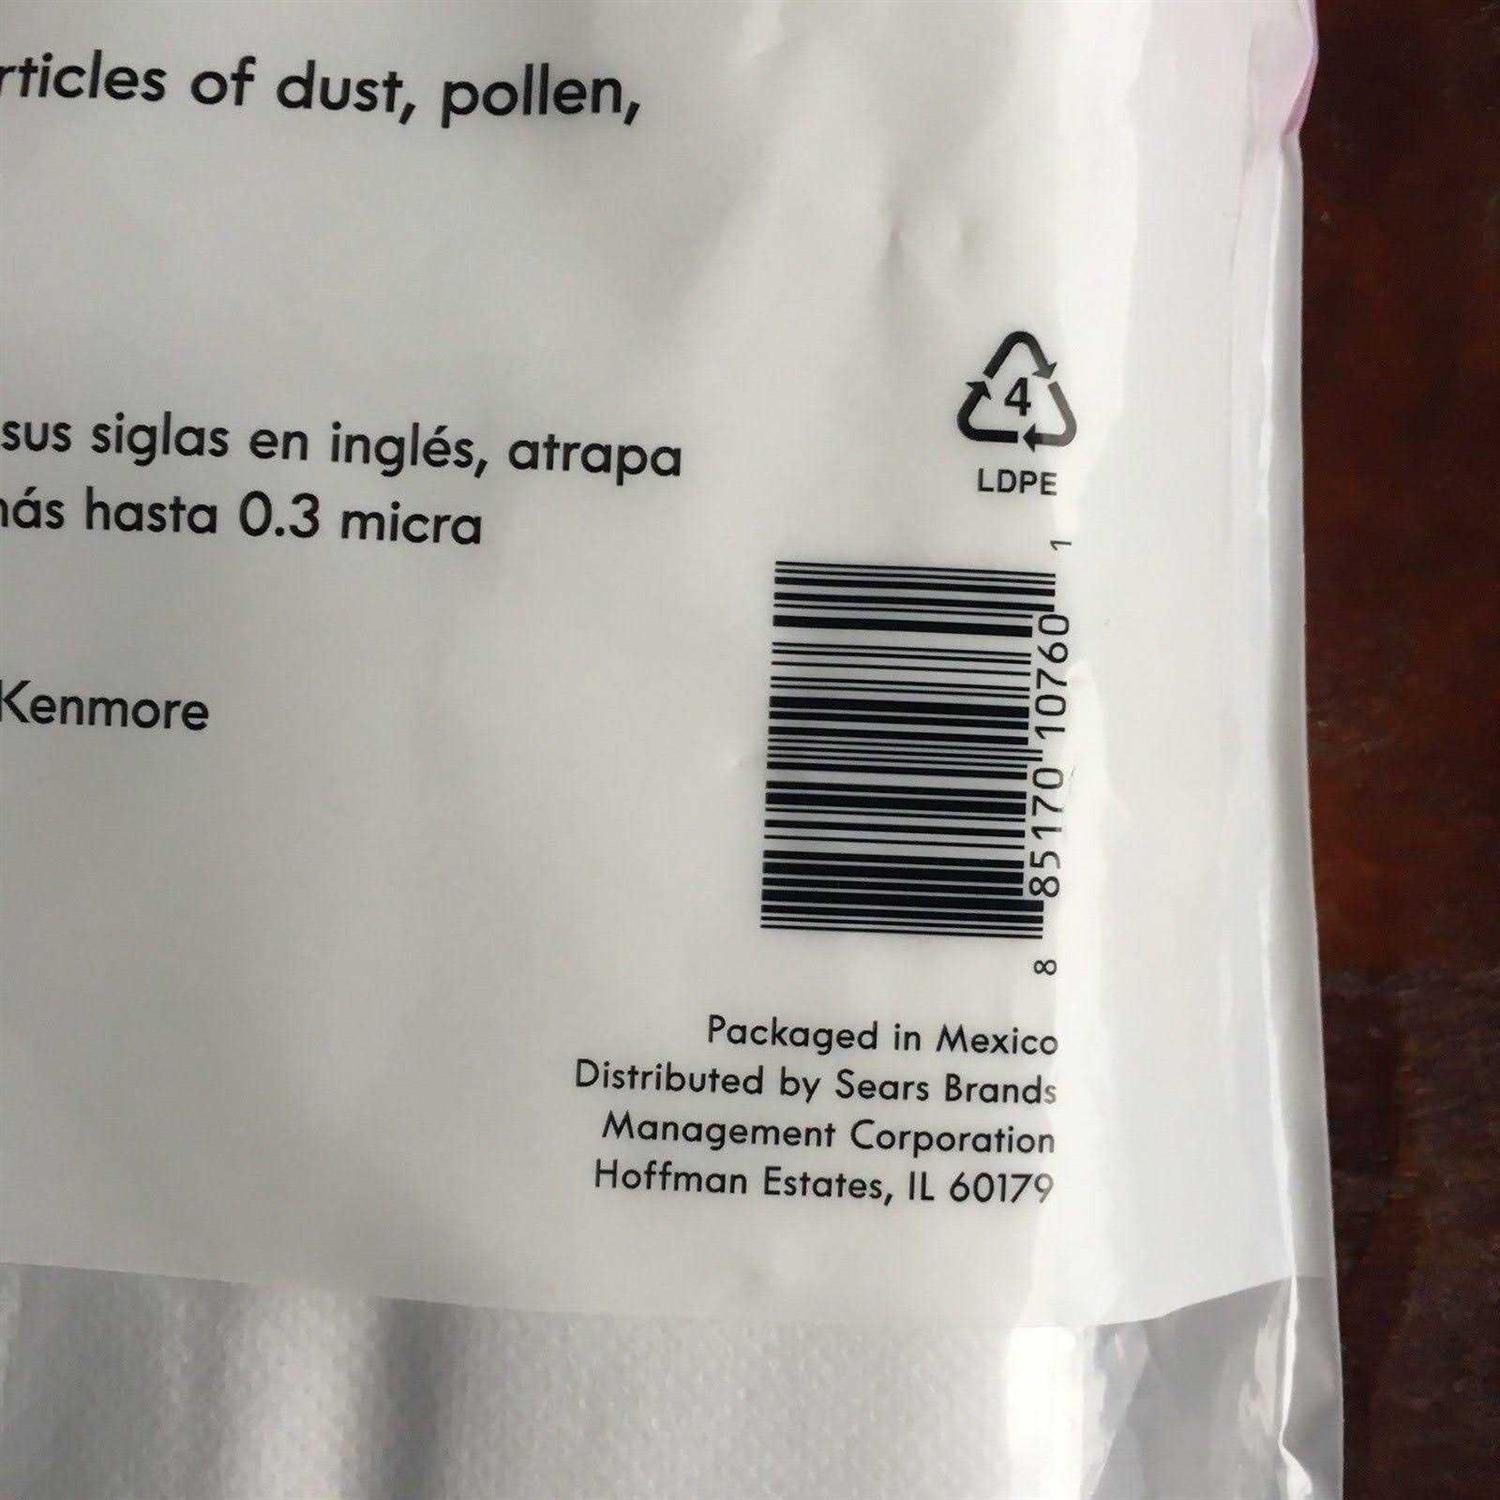 rticles of dust, pollen,
sus siglas en inglés, atrapa
más hasta 0.3 micra
Kenmore
4
LDPE
8 85170 10760 1
Packaged in Mexico
Distributed by Sears Brands
Management Corporation
Hoffman Estates, IL 60179